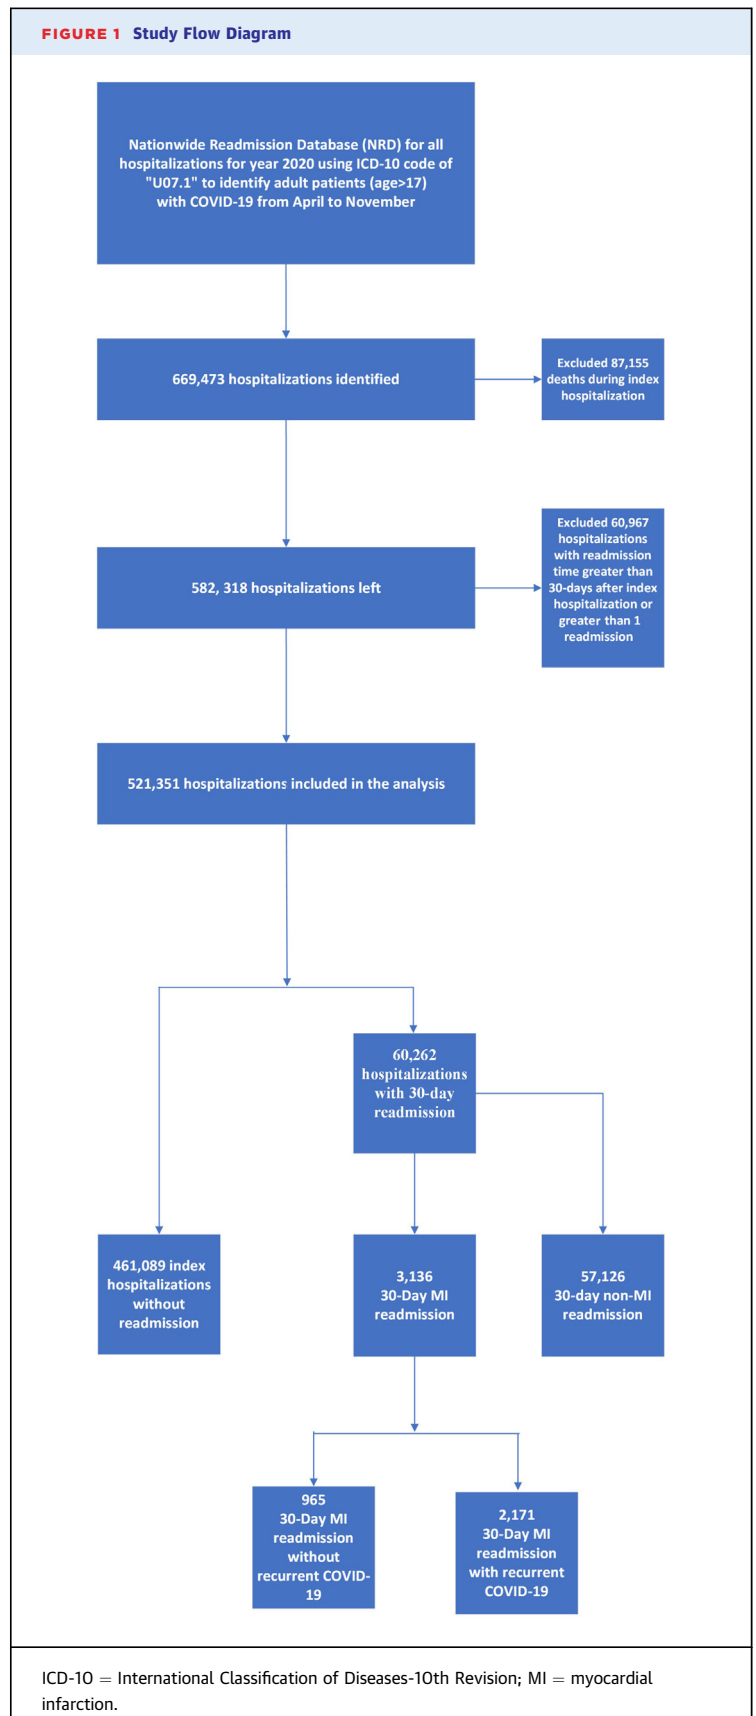 FIGURE 1 Study Flow Diagram
Nationwide Readmission Database (NRD) for all
hospitalizations for year 2020 using ICD-10 code of
"U07.1" to identify adult patients (age>17)
with COVID-19 from April to November
669,473 hospitalizations identified
Excluded 87,155
deaths during index
hospitalization
582, 318 hospitalizations left
Excluded 60,967
hospitalizations
with readmission
time greater than
30-days after index
hospitalization or
greater than 1
readmission
521,351 hospitalizations included in the analysis
60,262
hospitalizations
with 30-day
readmission
461,089 index
hospitalizations
without
readmission
3,136
30-Day MI
readmission
57,126
30-day non-MI
readmission
965
30-Day MI
readmission
without
recurrent COVID-
19
2,171
30-Day MI
readmission
with recurrent
COVID-19
ICD-10 = International Classification of Diseases-10th Revision; MI = myocardial
infarction.